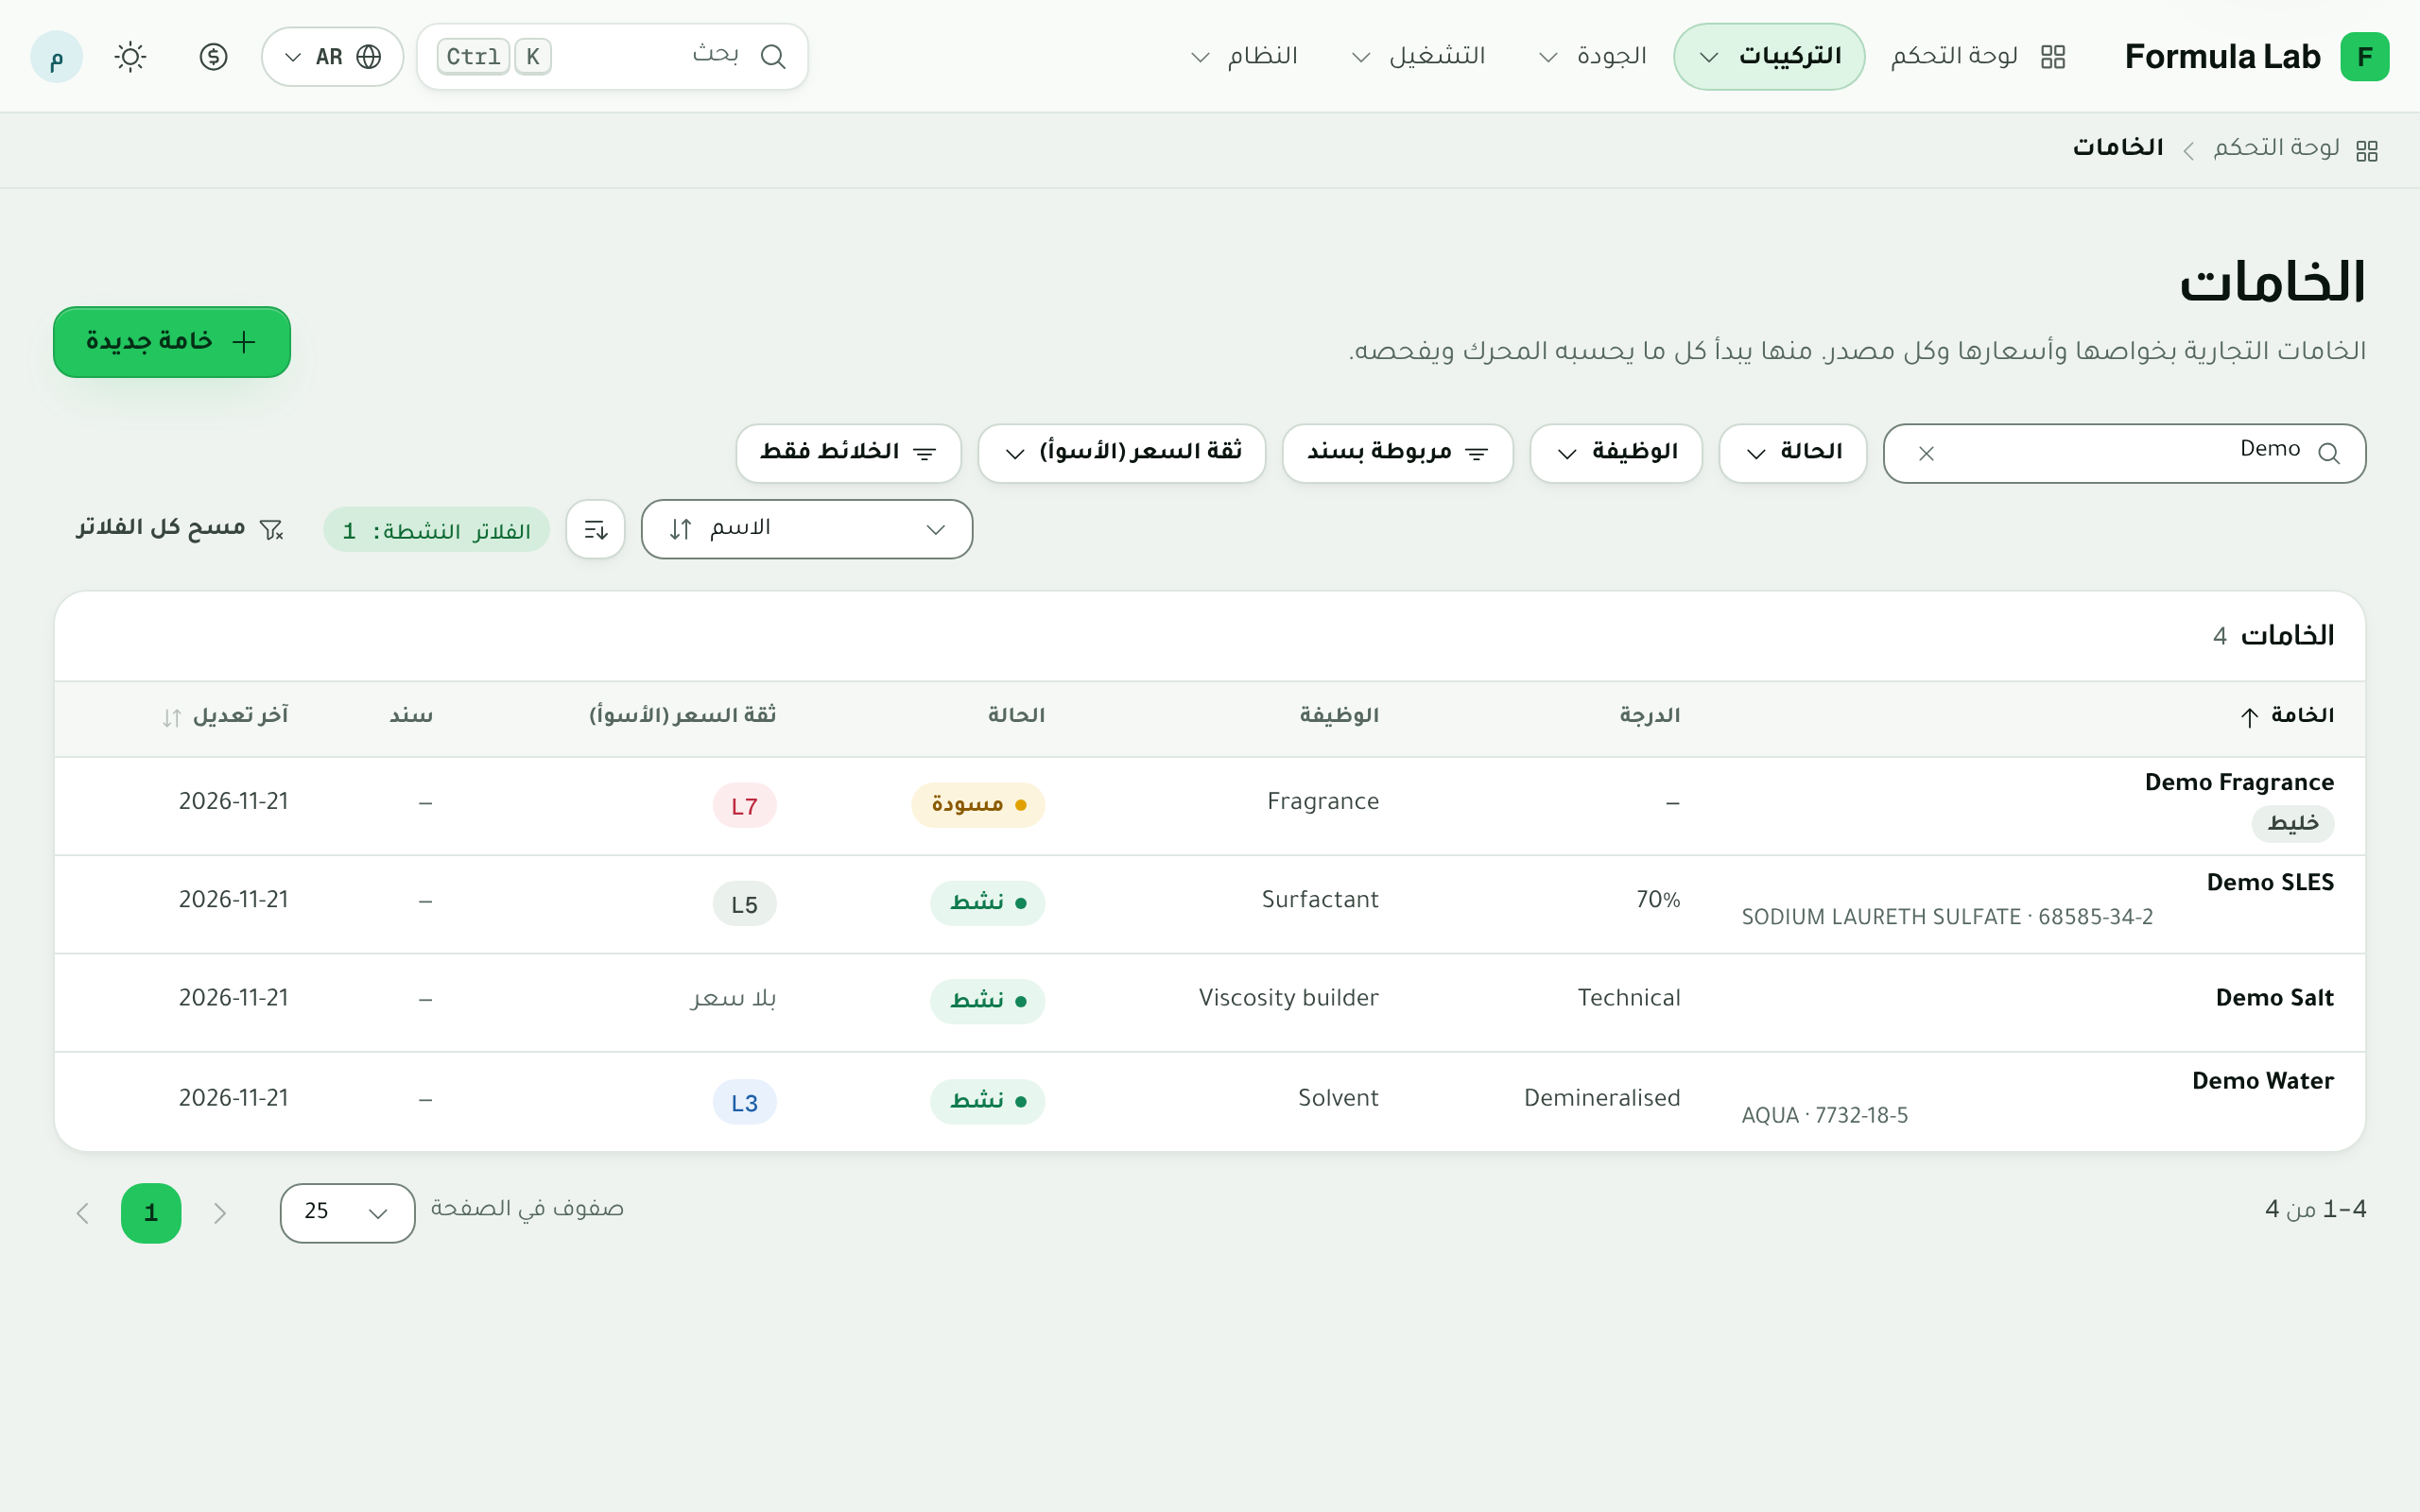 F Formula Lab
لوحة التحكم
التركيبات
الجودة
التشغيل
النظام
بحث
Ctrl K
AR
م
لوحة التحكم
الخامات
الخامات
الخامات التجارية بخواصها وأسعارها وكل مصدر. منها يبدأ كل ما يحسبه المحرك ويفحصه.
خامة جديدة
Demo
الحالة
الوظيفة
مربوطة بسند
ثقة السعر (الأسوأ)
الخلائط فقط
الاسم
الفلاتر النشطة: 1
مسح كل الفلاتر
الخامات 4
الخامة الدرجة الوظيفة الحالة ثقة السعر (الأسوأ) سند آخر تعديل
Demo Fragrance – Fragrance مسودة L7 – 2026-11-21
خليط
Demo SLES 70% Surfactant نشط L5 – 2026-11-21
SODIUM LAURETH SULFATE · 68585-34-2
Demo Salt Technical Viscosity builder نشط بلا سعر – 2026-11-21
Demo Water Demineralised Solvent نشط L3 – 2026-11-21
AQUA · 7732-18-5
1–4 من 4
صفوف في الصفحة 25
1